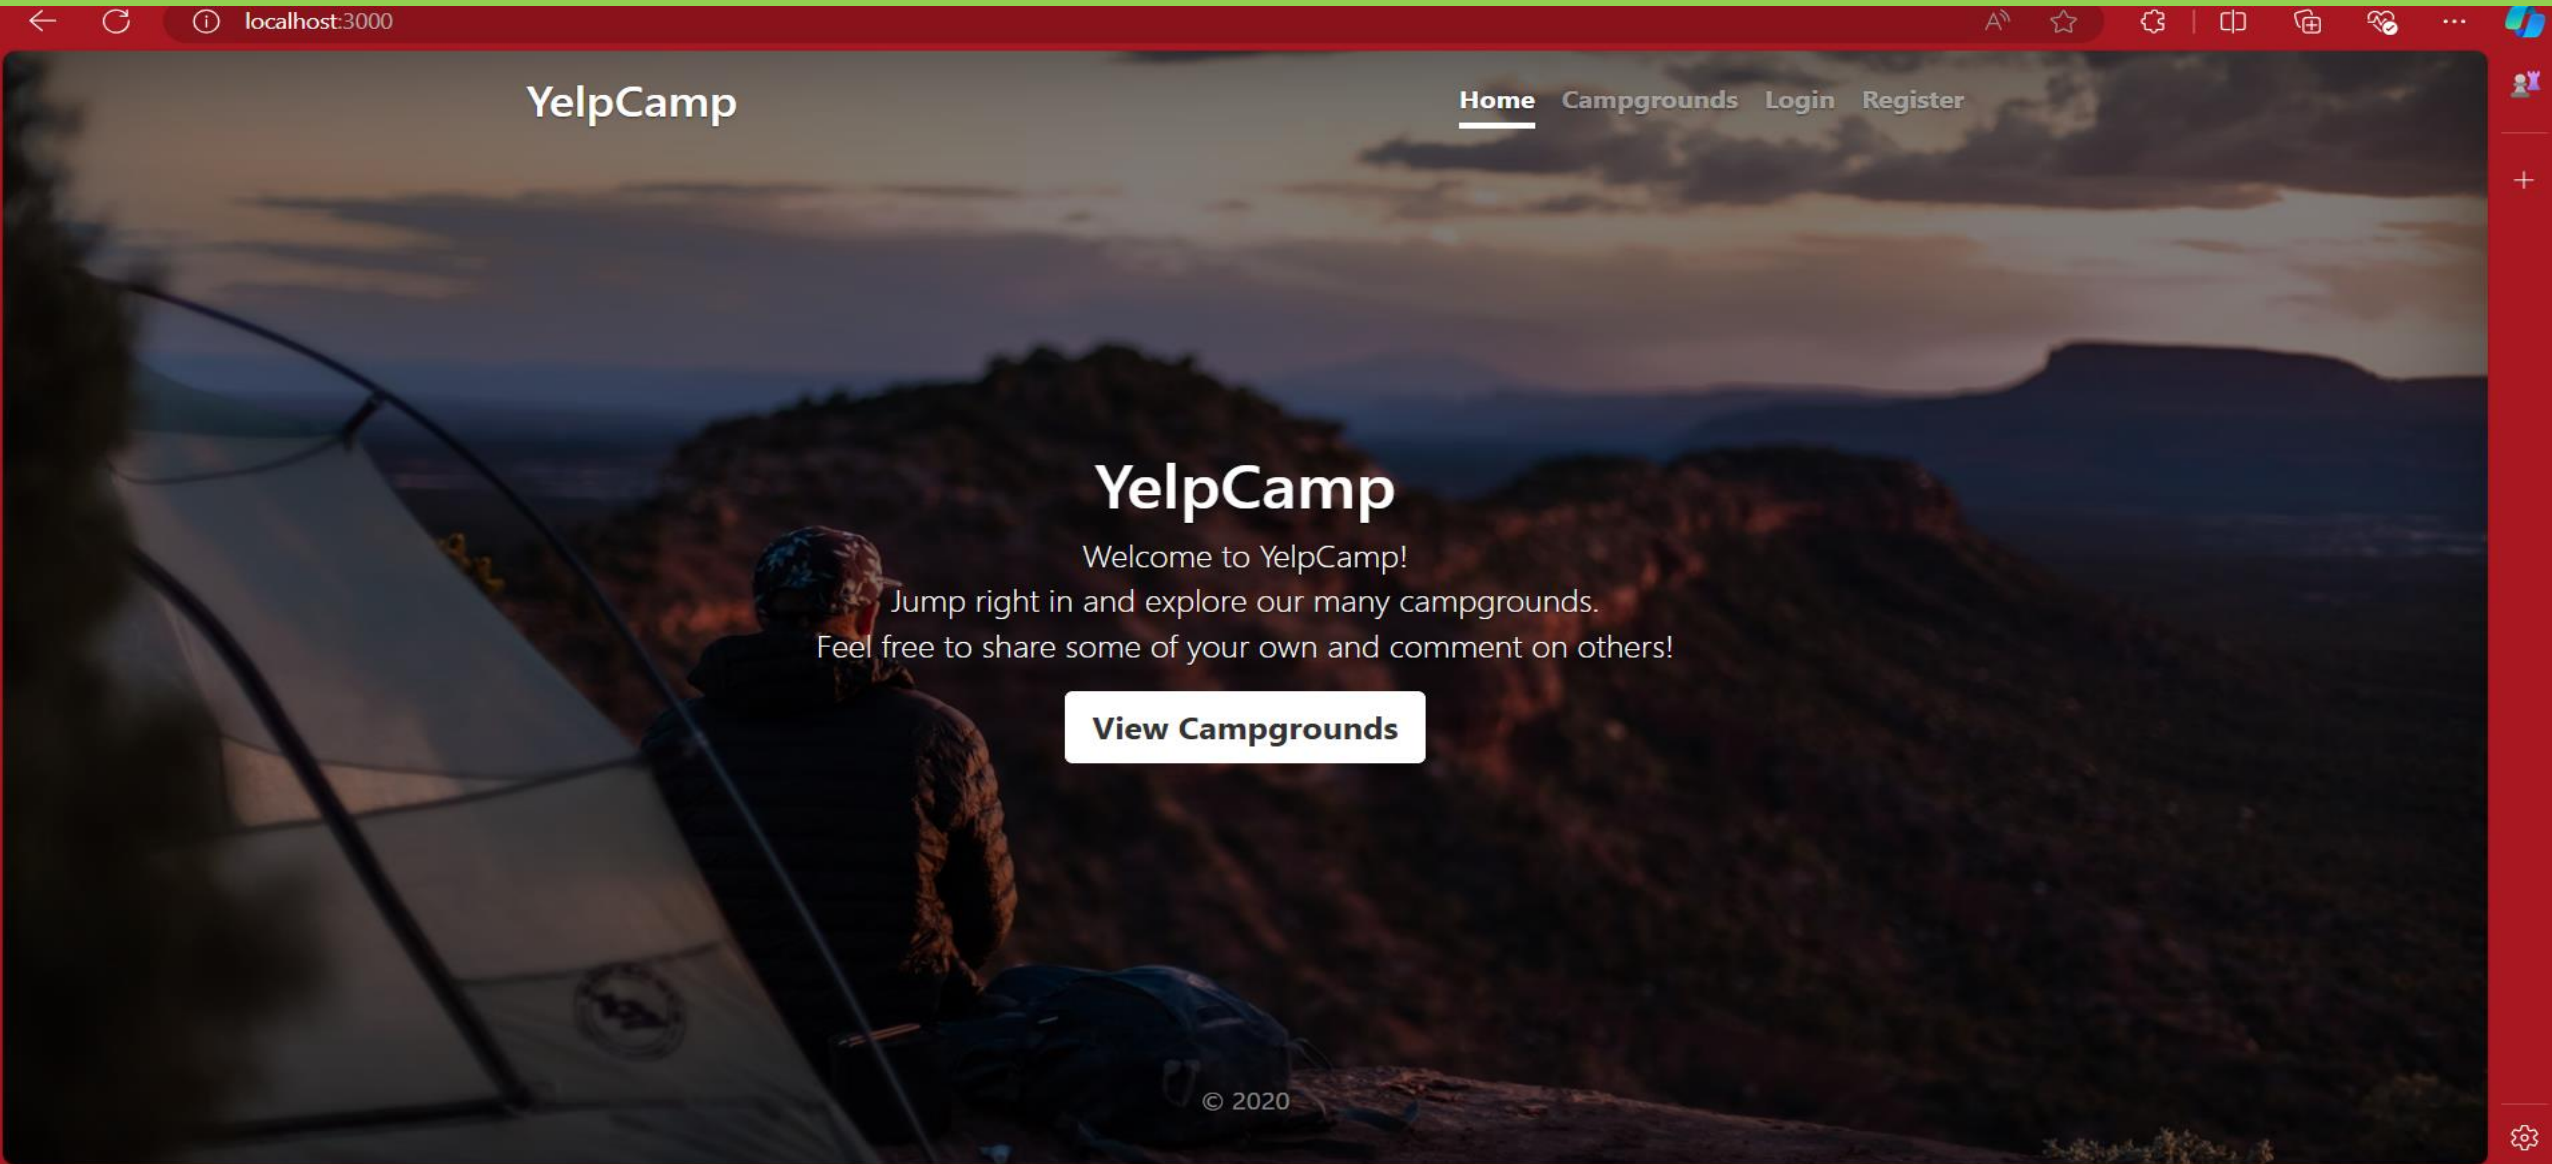 localhost:3000
YelpCamp
Home Campgrounds Login Register
YelpCamp
Welcome to YelpCamp!
Jump right in and explore our many campgrounds.
Feel free to share some of your own and comment on others!
View Campgrounds
© 2020